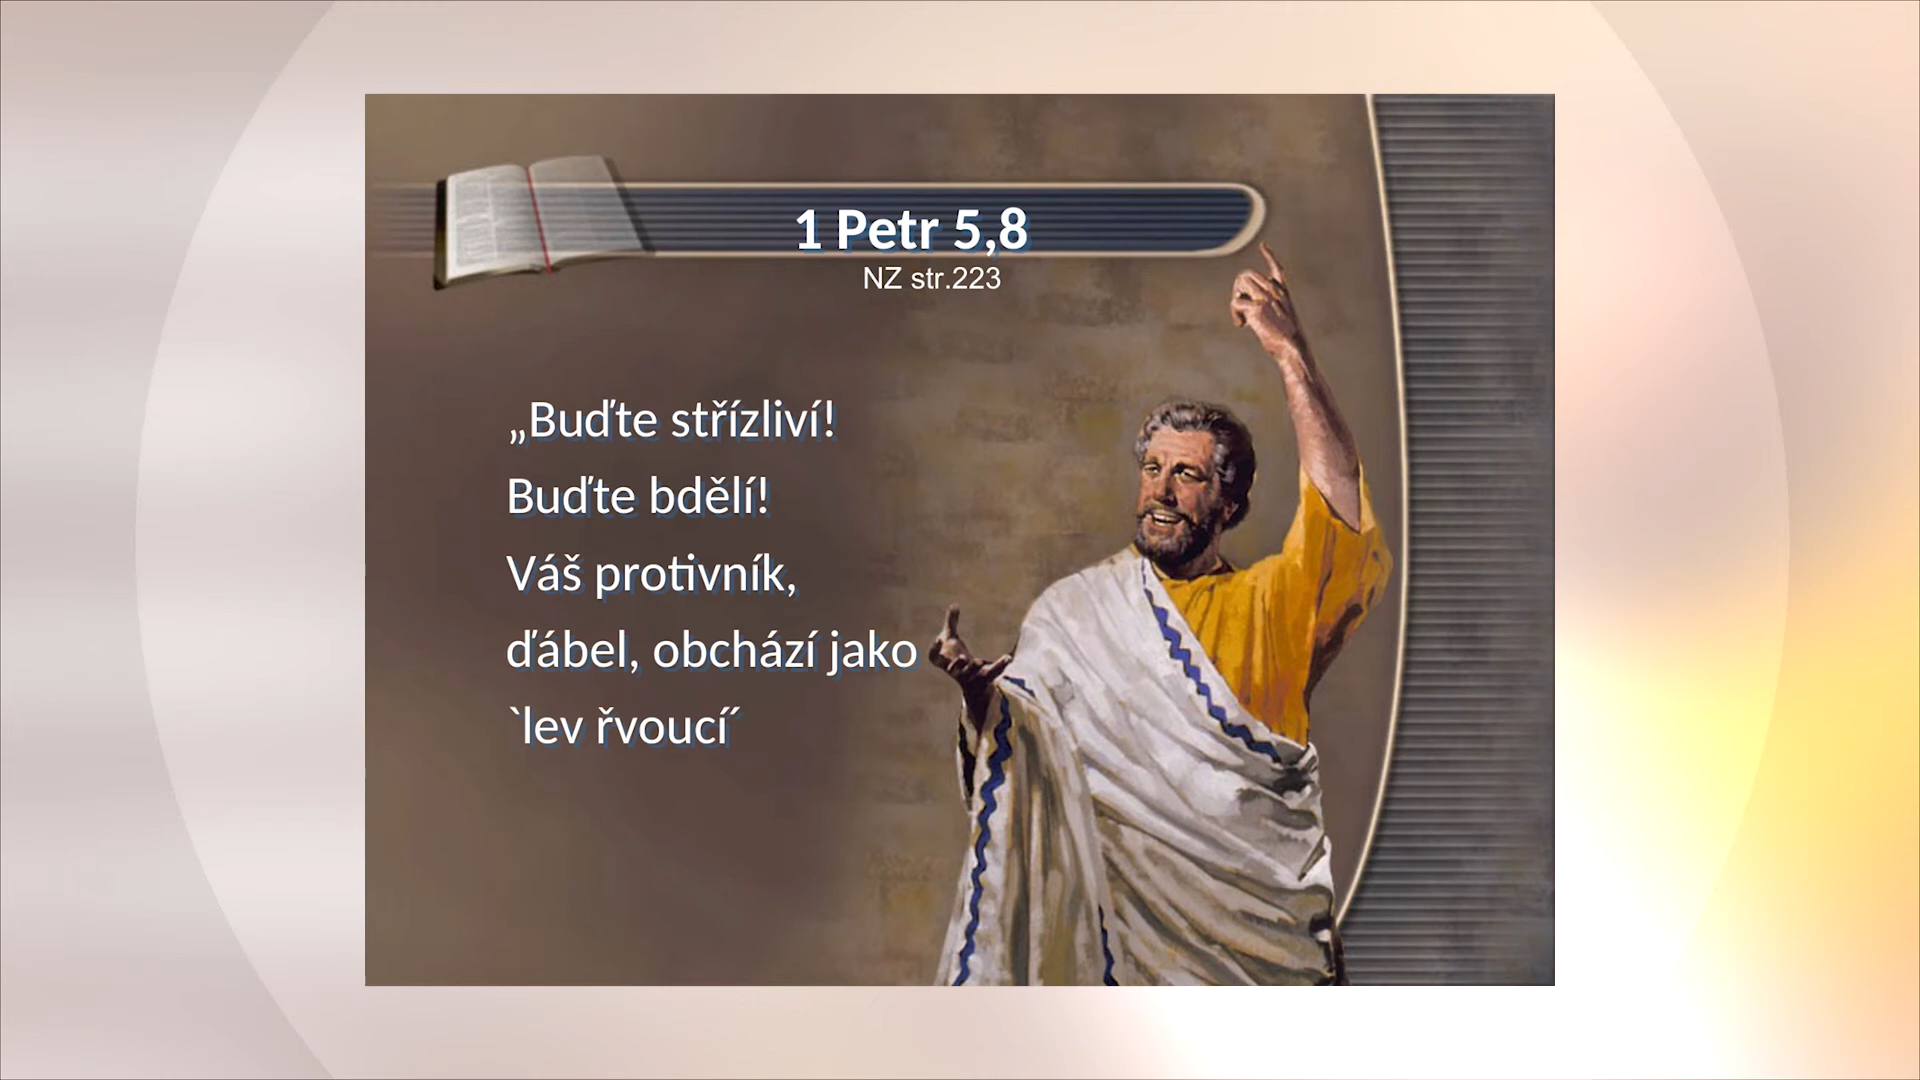 1 Petr 5,8
NZ str.223
„Buďte střízliví!
Buďte bdělí!
Váš protivník,
ďábel, obchází jako
`lev řvoucí˝